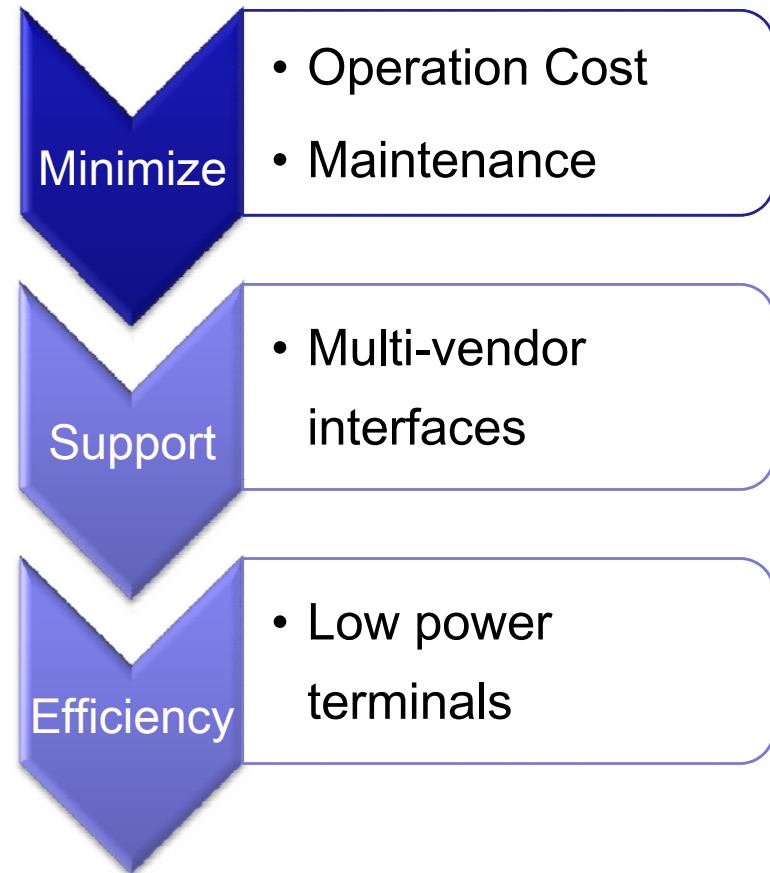 Minimize
• Operation Cost
• Maintenance
Support
• Multi-vendor
interfaces
Efficiency
• Low power
terminals